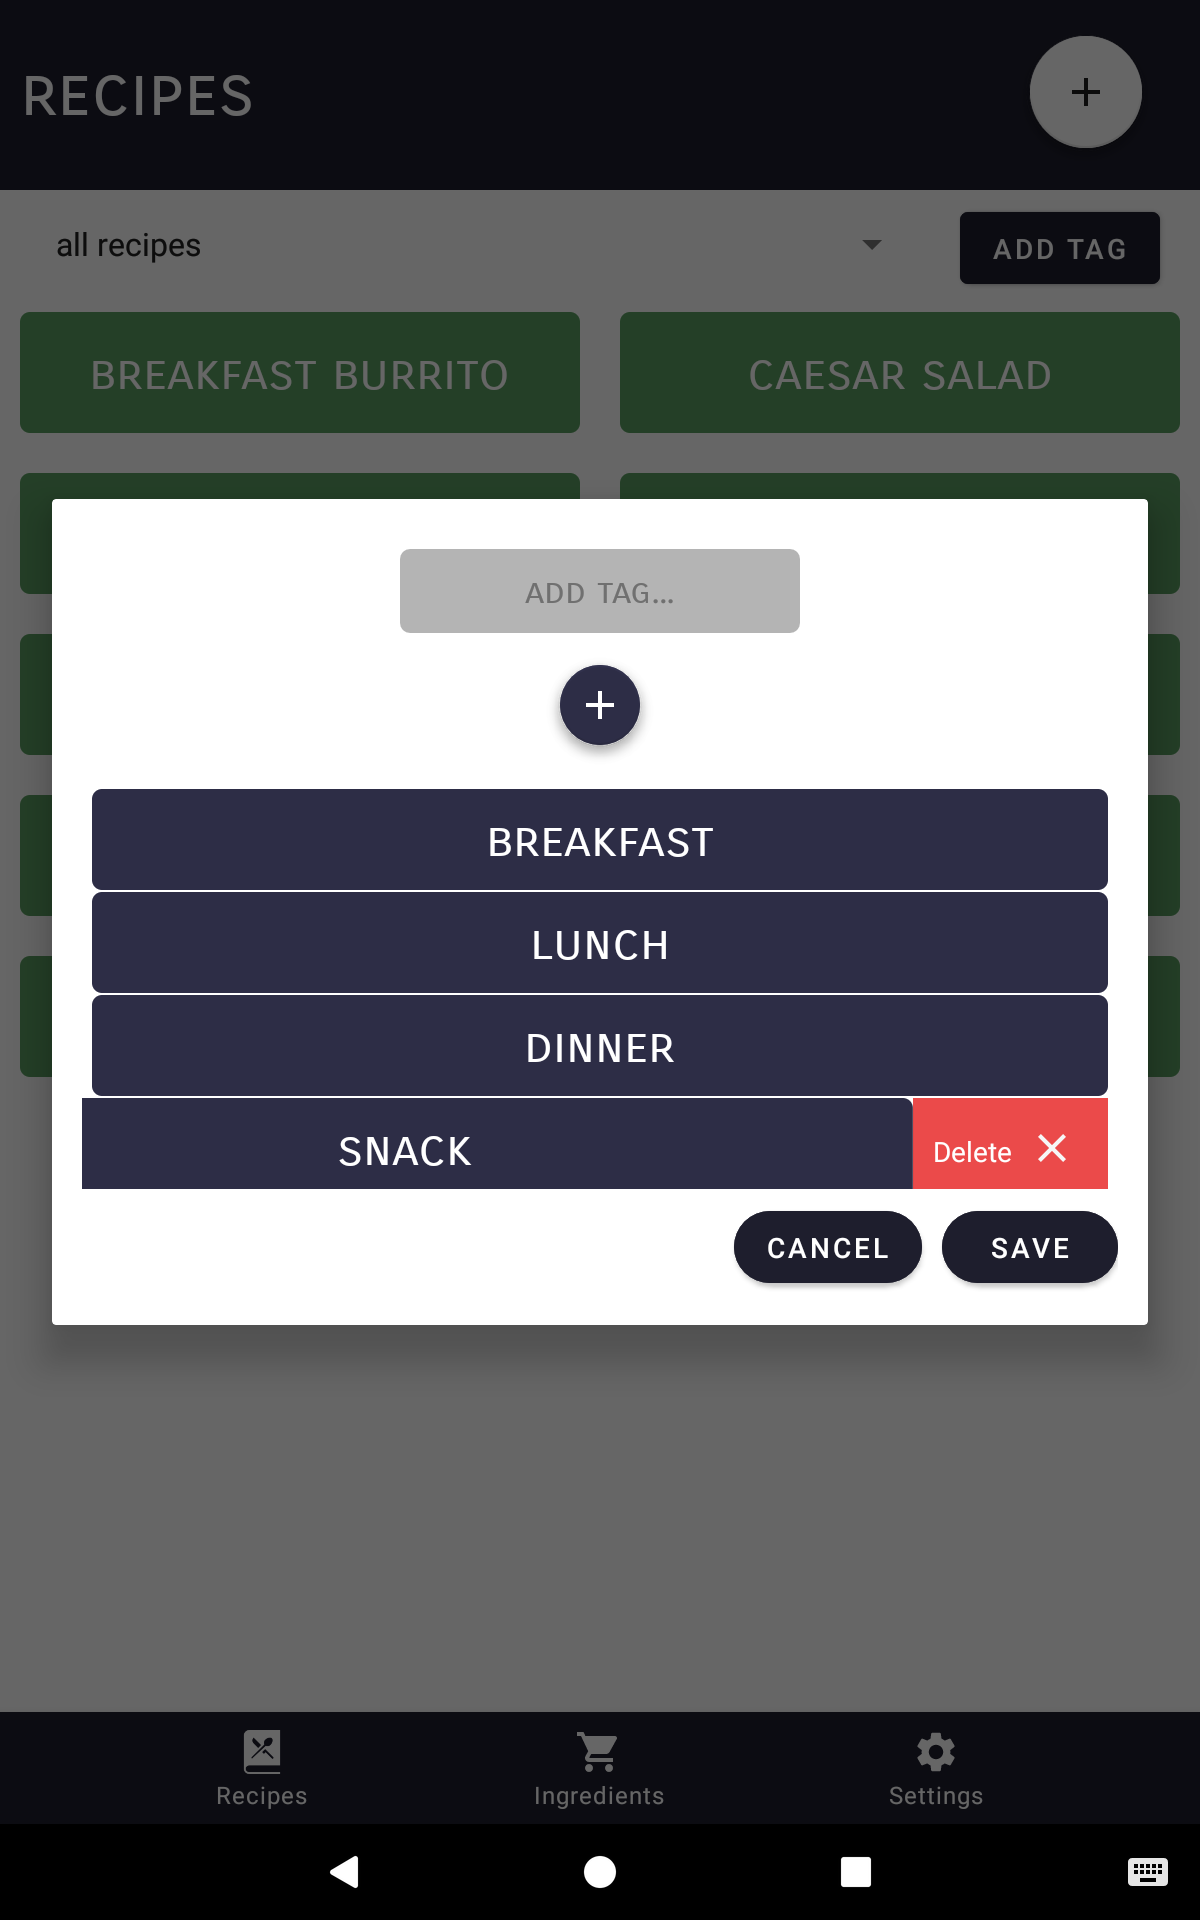 RECIPES
all recipes
ADD TAG
BREAKFAST BURRITO
CAESAR SALAD
ADD TAG...
BREAKFAST
LUNCH
DINNER
SNACK
Delete
CANCEL
SAVE
Recipes
Ingredients
Settings